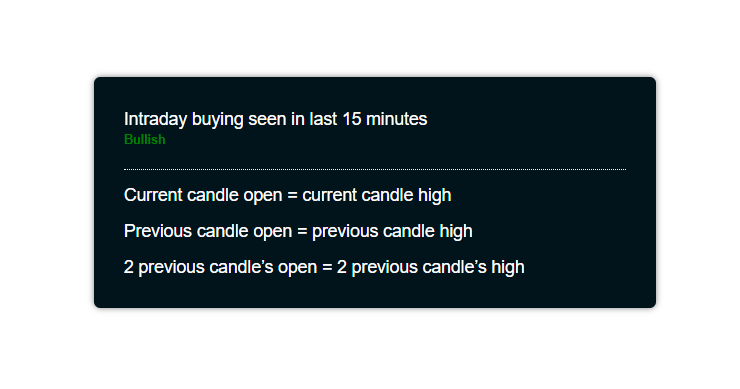 Intraday buying seen in last 15 minutes
Bullish
Current candle open = current candle high
Previous candle open = previous candle high
2 previous candle’s open = 2 previous candle’s high